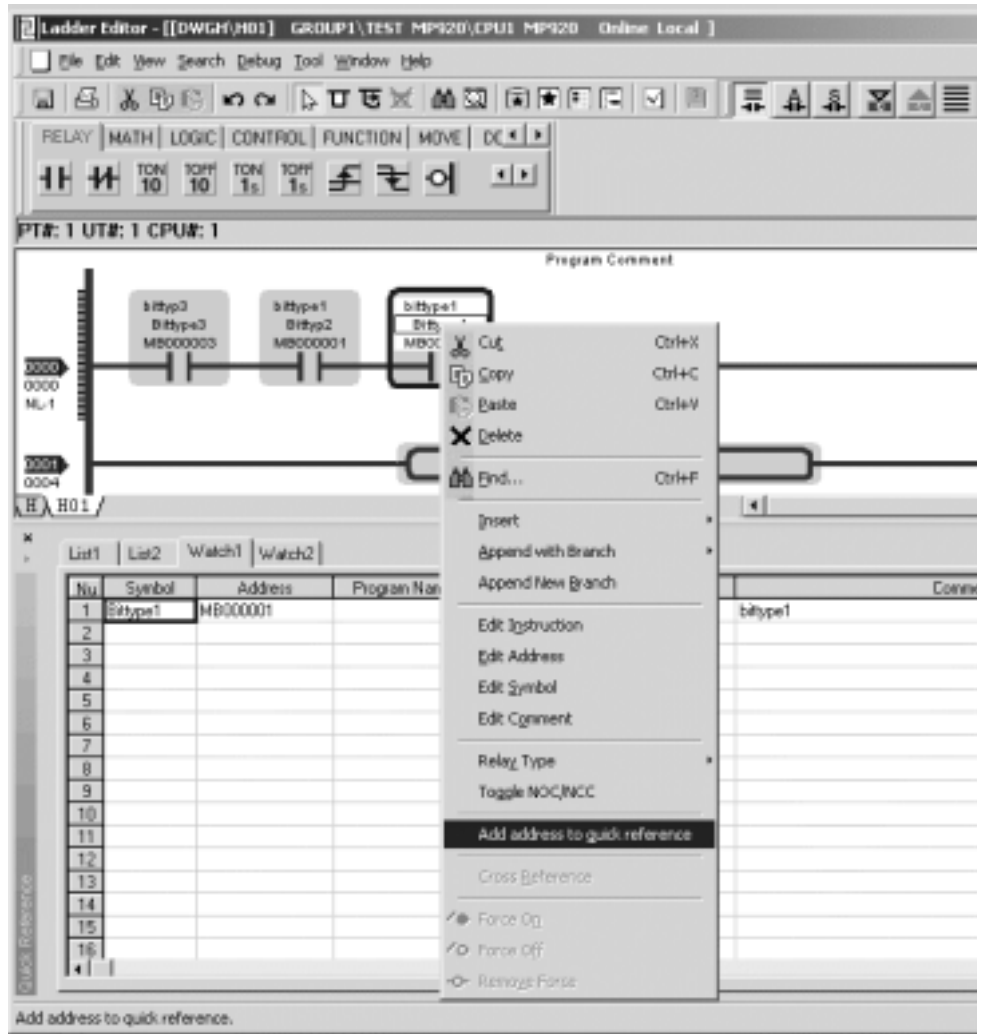 Ladder Editor - [[DWGH\H01] GROUP1\TEST MP920\CPU1 MP920 Online Local ]
File Edit View Search Debug Tool Window Help
RELAY MATH LOGIC CONTROL FUNCTION MOVE DC
TON 10 TOFF 10 TON 1s TOFF 1s
PT#: 1 UT#: 1 CPU#: 1
Program Comment
bittyp3 bittype1 bittype1
Bittype3 Bittyp2
MB000003 MB000001
0000
0000
NL-1
0001
0004
H H01
Cut Ctrl+X
Copy Ctrl+C
Paste Ctrl+V
Delete
Find... Ctrl+F
Insert
Append with Branch
Append New Branch
Edit Instruction
Edit Address
Edit Symbol
Edit Comment
Relay Type
Toggle NOC/NCC
Add address to quick reference
Cross Reference
Force On
Force Off
Remove Force
List1 List2 Watch1 Watch2
Nu Symbol Address Program Nam Comme
1 Bittype1 MB000001 bittype1
2
3
4
5
6
7
8
9
10
11
12
13
14
15
16
Quick Reference
Add address to quick reference.